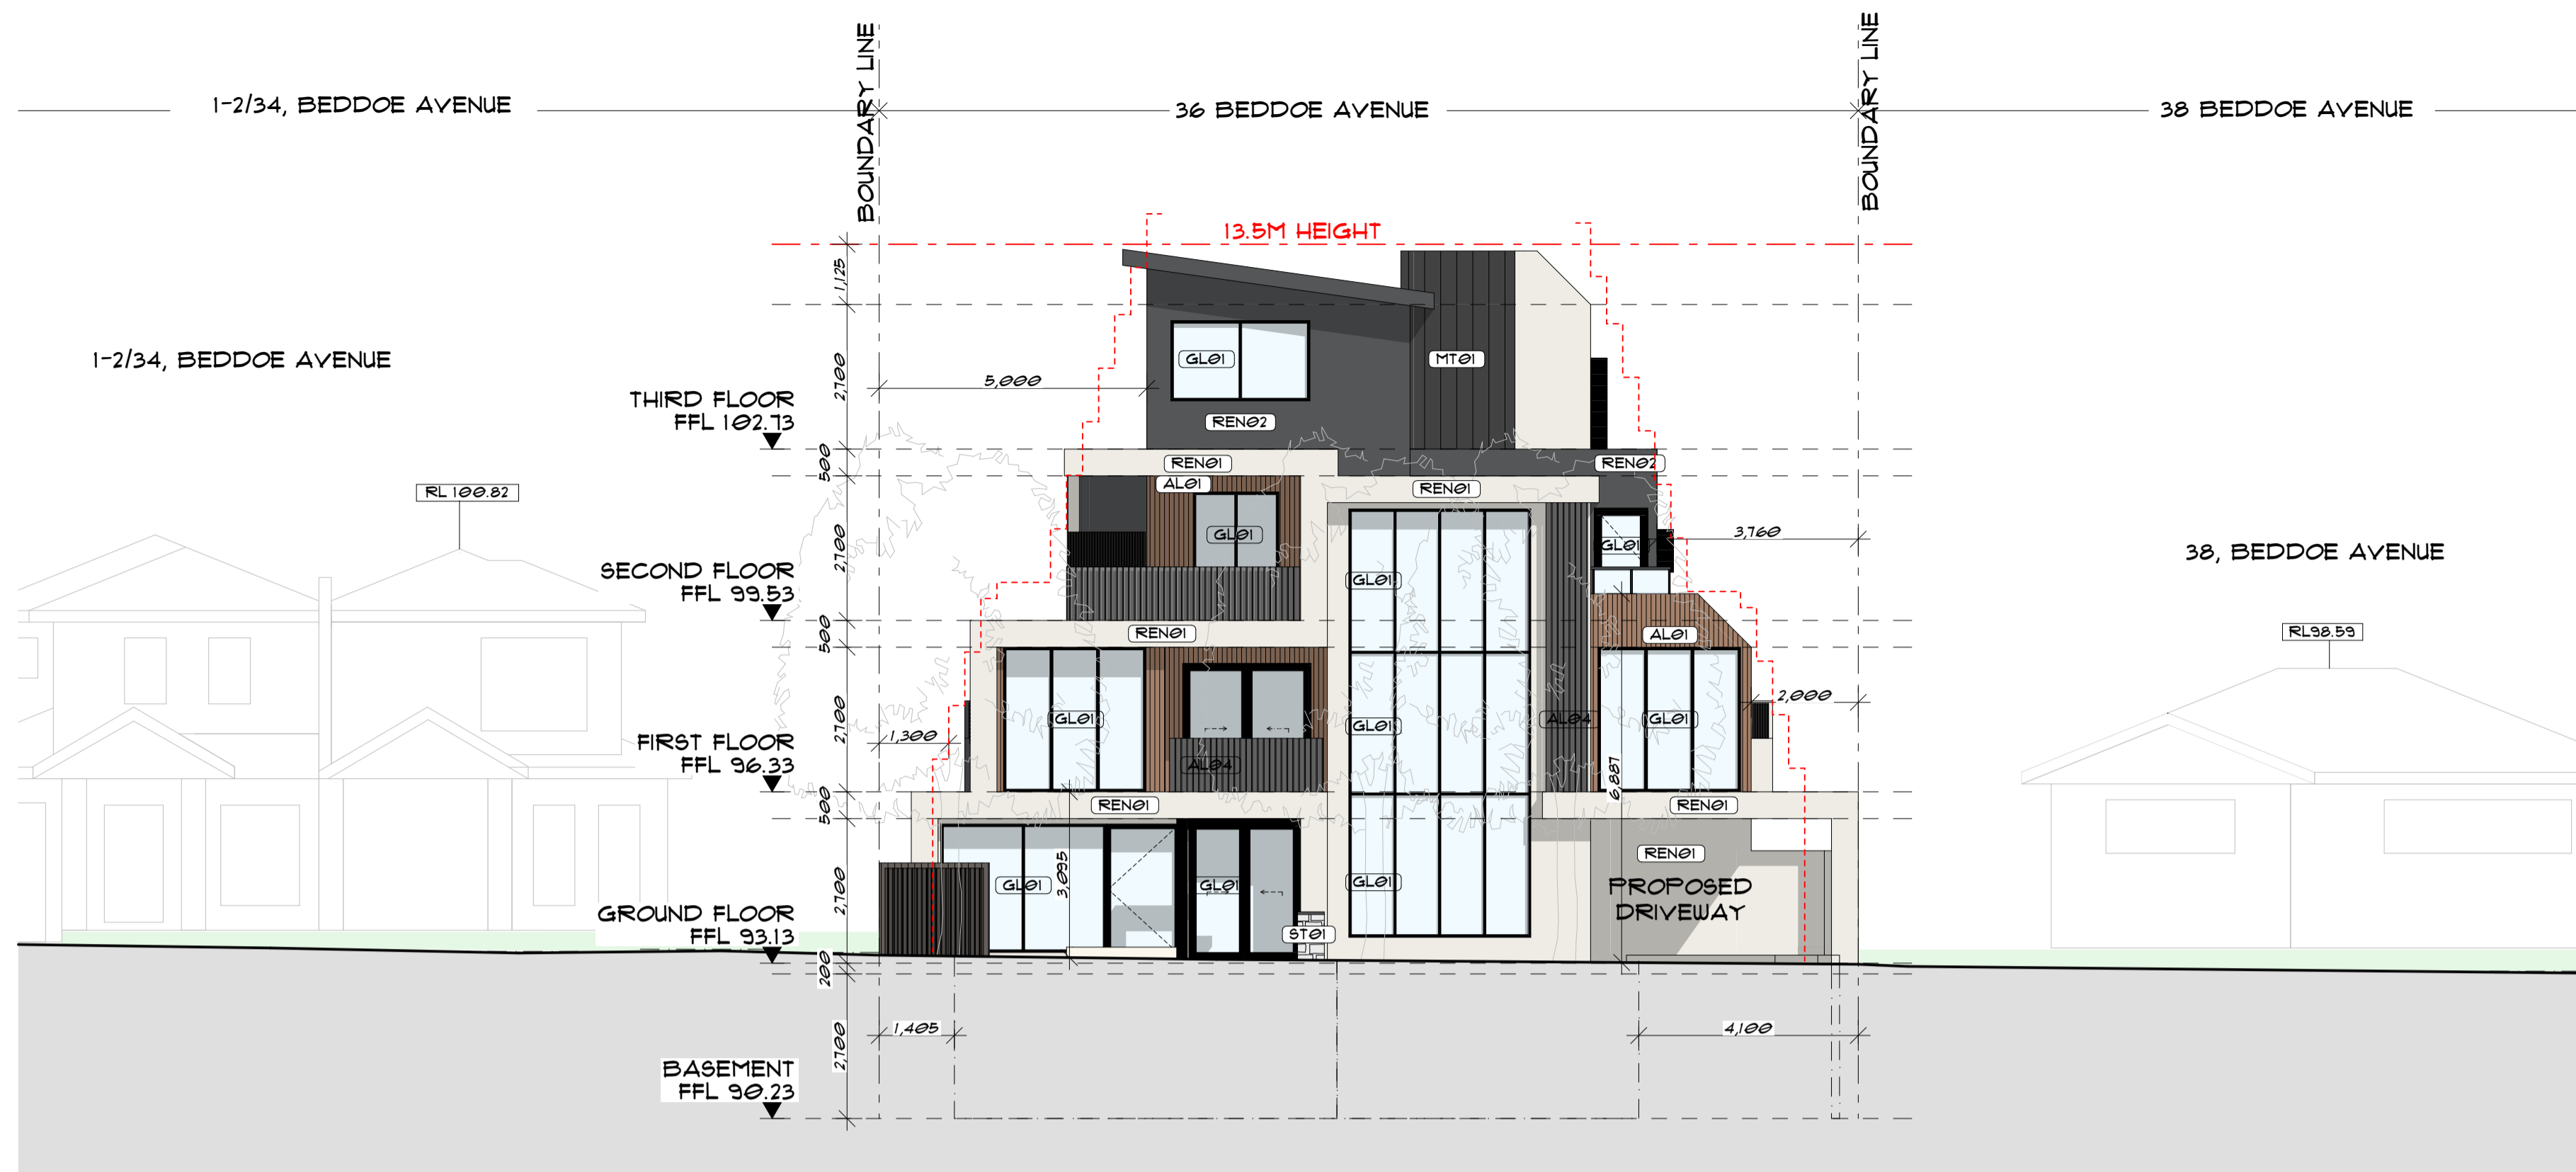 BOUNDARY LINE
BOUNDARY LINE
1-2/34, BEDDOE AVENUE
36 BEDDOE AVENUE
38 BEDDOE AVENUE
13.5M HEIGHT
1,125
1-2/34, BEDDOE AVENUE
GL01
MT01
2,700
5,000
THIRD FLOOR
FFL 102.73
REN02
500
REN01
REN02
AL01
REN01
RL 100.82
GL01
GL01
2,700
3,760
38, BEDDOE AVENUE
SECOND FLOOR
FFL 99.53
GL01
500
REN01
AL01
RL98.59
2,700
2,000
GL01
GL01
AL04
GL01
1,300
FIRST FLOOR
FFL 96.33
AL04
6,887
500
REN01
REN01
REN01
3,095
2,700
GL01
GL01
GL01
PROPOSED
DRIVEWAY
GROUND FLOOR
FFL 93.13
ST01
200
1,405
4,100
2,700
BASEMENT
FFL 90.23